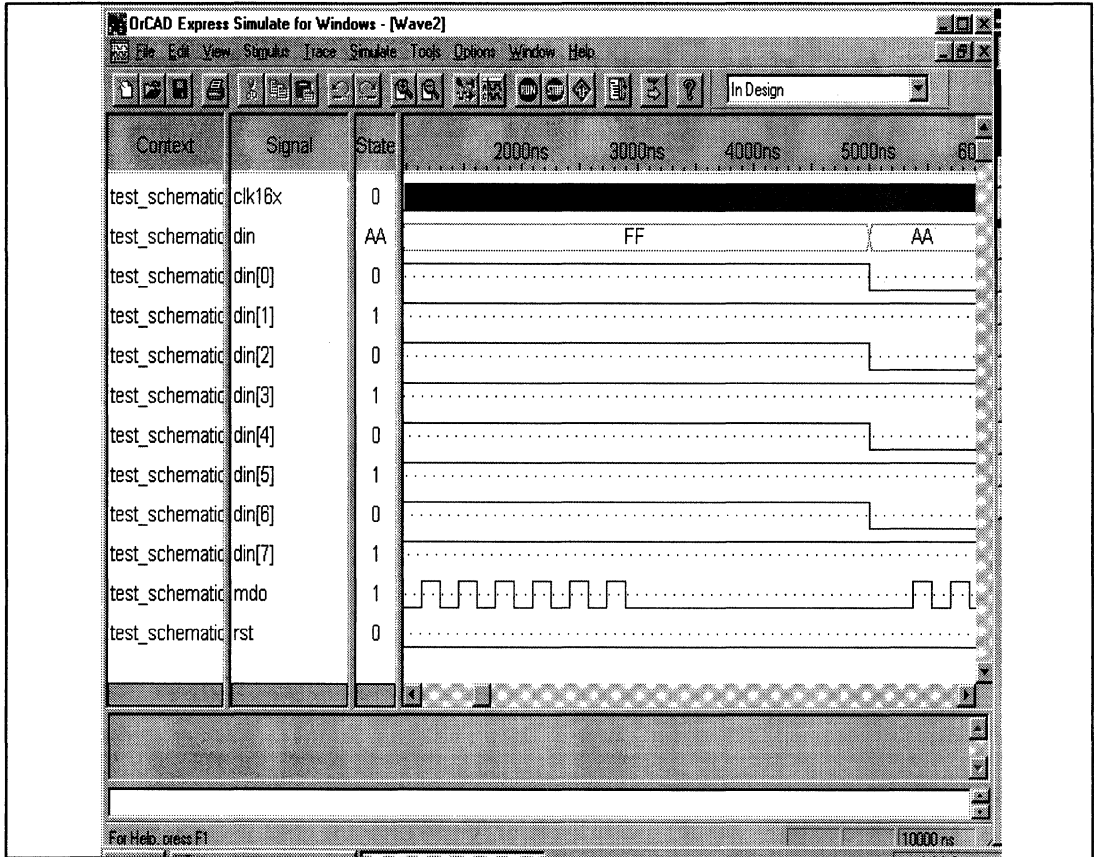 OrCAD Express Simulate for Windows - [Wave2]
File Edit View Stimulus Trace Simulate Tools Options Window Help
RUN STOP In Design
Context Signal State 2000ns 3000ns 4000ns 5000ns 60
test_schematic clk16x 0
test_schematic din AA FF AA
test_schematic din[0] 0
test_schematic din[1] 1
test_schematic din[2] 0
test_schematic din[3] 1
test_schematic din[4] 0
test_schematic din[5] 1
test_schematic din[6] 0
test_schematic din[7] 1
test_schematic mdo 1
test_schematic rst 0
For Help, press F1 10000 ns